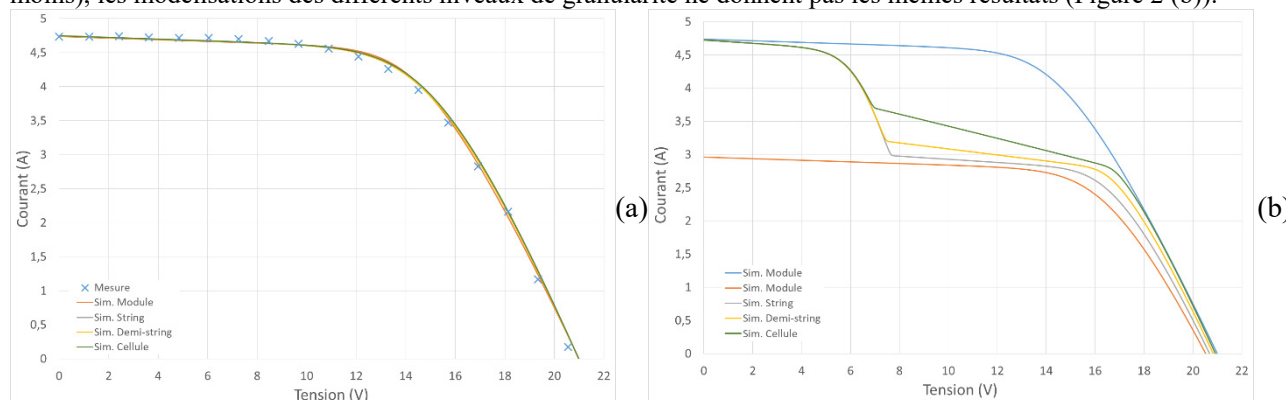 moins), les modélisations des différents niveaux de granularité ne donnent pas les mêmes résultats (Figure 2 (b)).
5
4,5
4
3,5
3
2,5
2
1,5
1
0,5
0
Courant (A)
Mesure
Sim. Module
Sim. String
Sim. Demi-string
Sim. Cellule
0 2 4 6 8 10 12 14 16 18 20 22
Tension (V)
(a)
5
4,5
4
3,5
3
2,5
2
1,5
1
0,5
0
Courant (A)
Sim. Module
Sim. Module
Sim. String
Sim. Demi-string
Sim. Cellule
0 2 4 6 8 10 12 14 16 18 20 22
Tension (V)
(b)